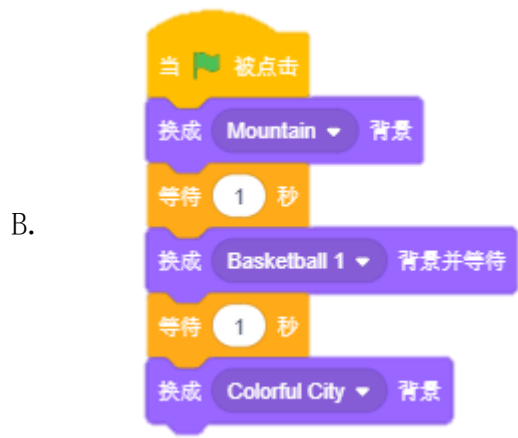 当 被点击
换成 Mountain 背景
等待 1 秒
B.
换成 Basketball 1 背景并等待
等待 1 秒
换成 Colorful City 背景